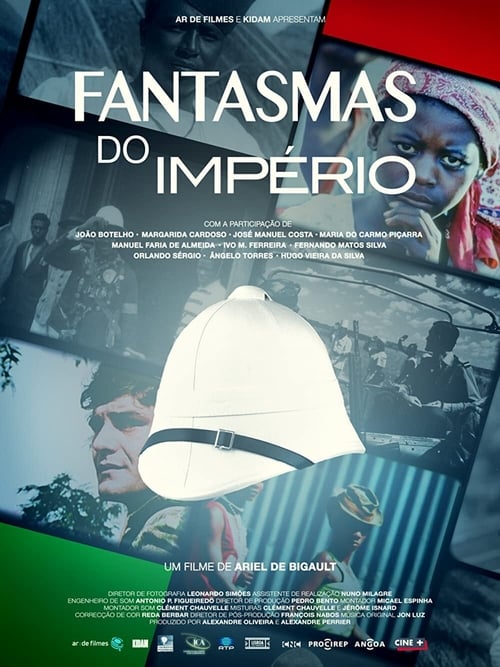 AR DE FILMES E KIDAM APRESENTAM
FANTASMAS
DO IMPÉRIO
COM A PARTICIPAÇÃO DE
JOÃO BOTELHO • MARGARIDA CARDOSO • JOSÉ MANUEL COSTA • MARIA DO CARMO PIÇARRA
MANUEL FARIA DE ALMEIDA • IVO M. FERREIRA • FERNANDO MATOS SILVA
ORLANDO SÉRGIO • ÂNGELO TORRES • HUGO VIEIRA DA SILVA
UM FILME DE ARIEL DE BIGAULT
DIRETOR DE FOTOGRAFIA LEONARDO SIMÕES ASSISTENTE DE REALIZAÇÃO NUNO MILAGRE
ENGENHEIRO DE SOM ANTONIO P. FIGUEIREDO DIRETOR DE PRODUÇÃO PEDRO BENTO MONTADOR MICAEL ESPINHA
MONTADOR SOM CLÉMENT CHAUVELLE MISTURAS CLÉMENT CHAUVELLE E JÉRÔME ISNARD
CORRECÇÃO DE COR REDA BERBAR DIRETOR DE PÓS-PRODUÇÃO FRANÇOIS NABOS MÚSICA ORIGINAL JON LUZ
PRODUZIDO POR ALEXANDRE OLIVEIRA E ALEXANDRE PERRIER
ar de filmes KIDAM ICA RTP LISBOA CNC PROCIREP ANGOA CINE+